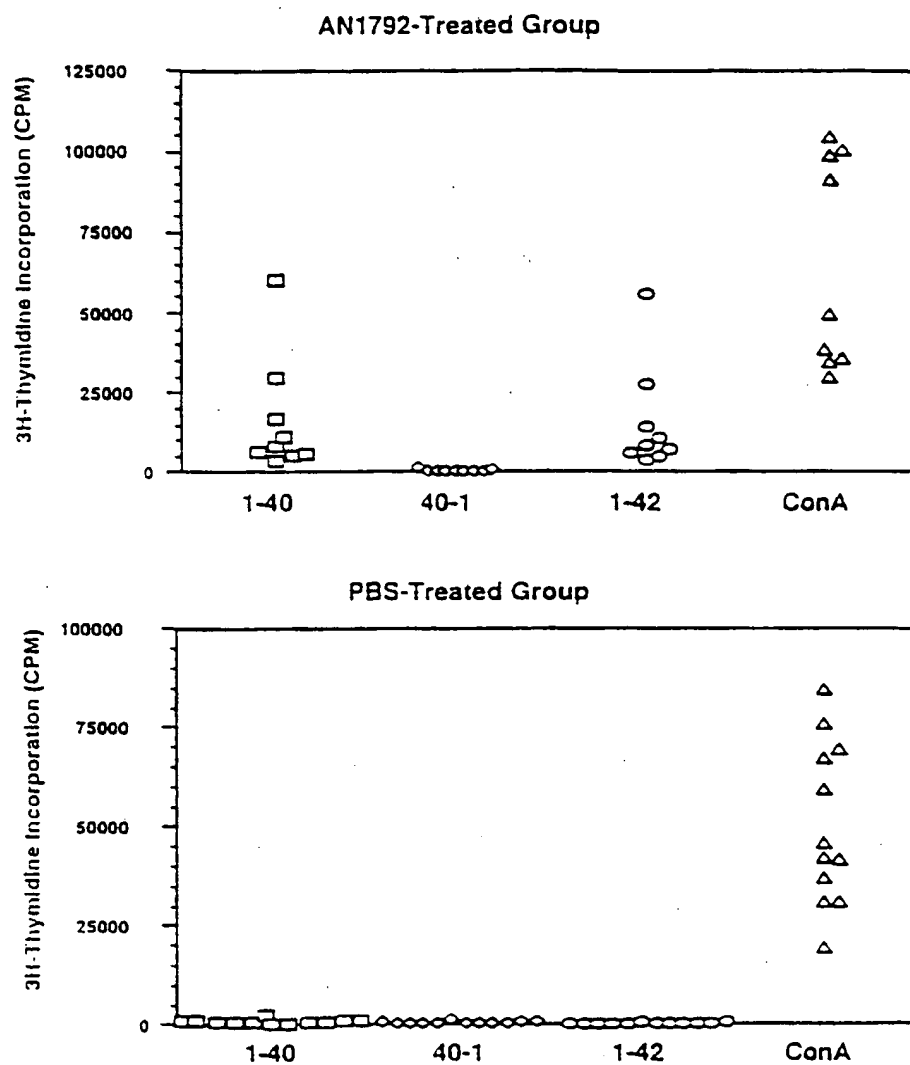 AN1792-Treated Group
3H-Thymidine Incorporation (CPM)
125000
100000
75000
50000
25000
0
1-40 40-1 1-42 ConA
PBS-Treated Group
3H-Thymidine Incorporation (CPM)
100000
75000
50000
25000
0
1-40 40-1 1-42 ConA